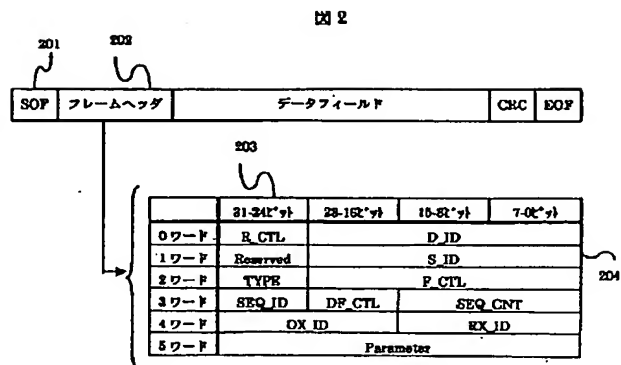 図2
201
202
SOF フレームヘッダ データフィールド CRC EOF
203
31-24ビット 23-16ビット 15-8ビット 7-0ビット
0ワード R_CTL D_ID
1ワード Reserved S_ID
2ワード TYPE F_CTL
3ワード SEQ_ID DF_CTL SEQ_CNT
4ワード OX_ID RX_ID
5ワード Parameter
204